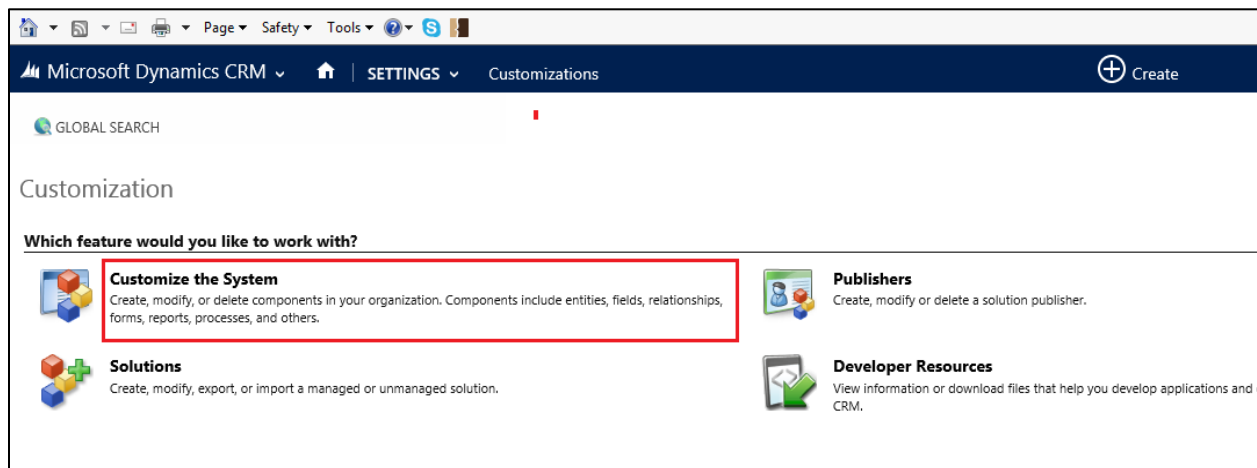 Page Safety Tools
Microsoft Dynamics CRM SETTINGS Customizations Create
GLOBAL SEARCH
Customization
Which feature would you like to work with?
Customize the System
Create, modify, or delete components in your organization. Components include entities, fields, relationships,
forms, reports, processes, and others.
Publishers
Create, modify or delete a solution publisher.
Solutions
Create, modify, export, or import a managed or unmanaged solution.
Developer Resources
View information or download files that help you develop applications and
CRM.